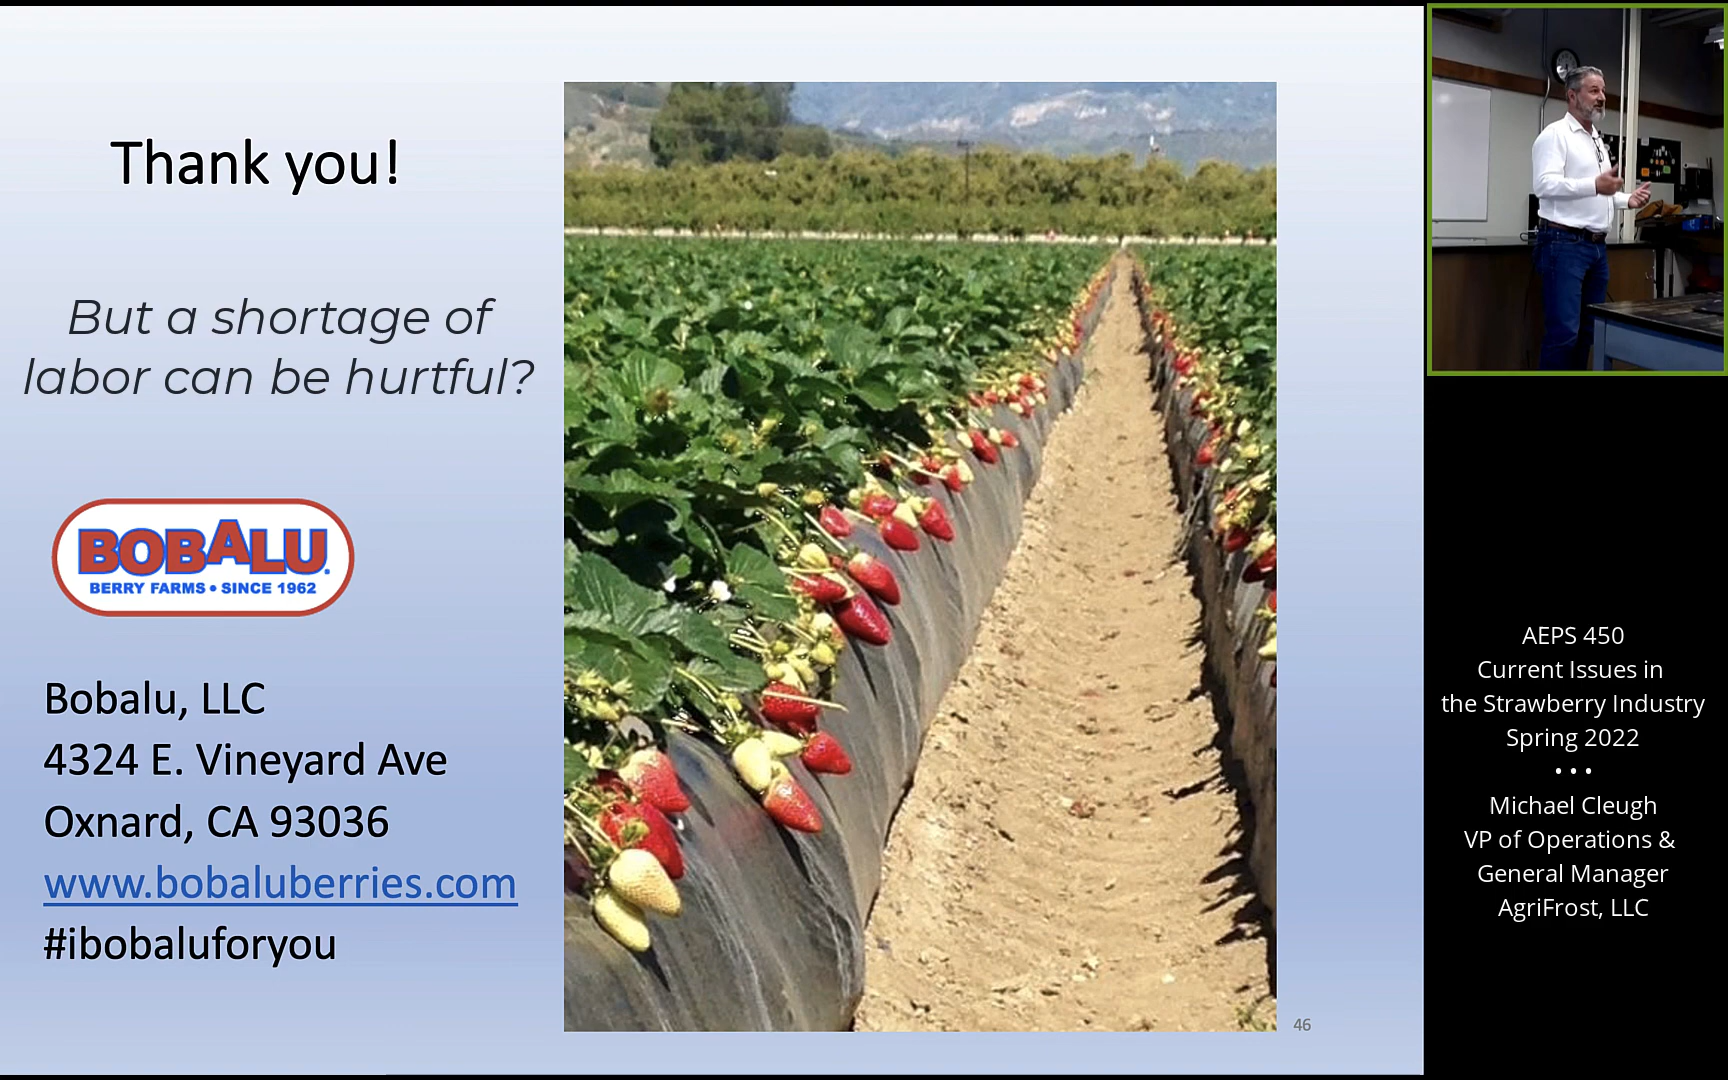 Thank you!
But a shortage of
labor can be hurtful?
BOBALU.
BERRY FARMS • SINCE 1962
Bobalu, LLC
4324 E. Vineyard Ave
Oxnard, CA 93036
www.bobaluberries.com
#ibobaluforyou
46
AEPS 450
Current Issues in
the Strawberry Industry
Spring 2022
• • •
Michael Cleugh
VP of Operations &
General Manager
AgriFrost, LLC